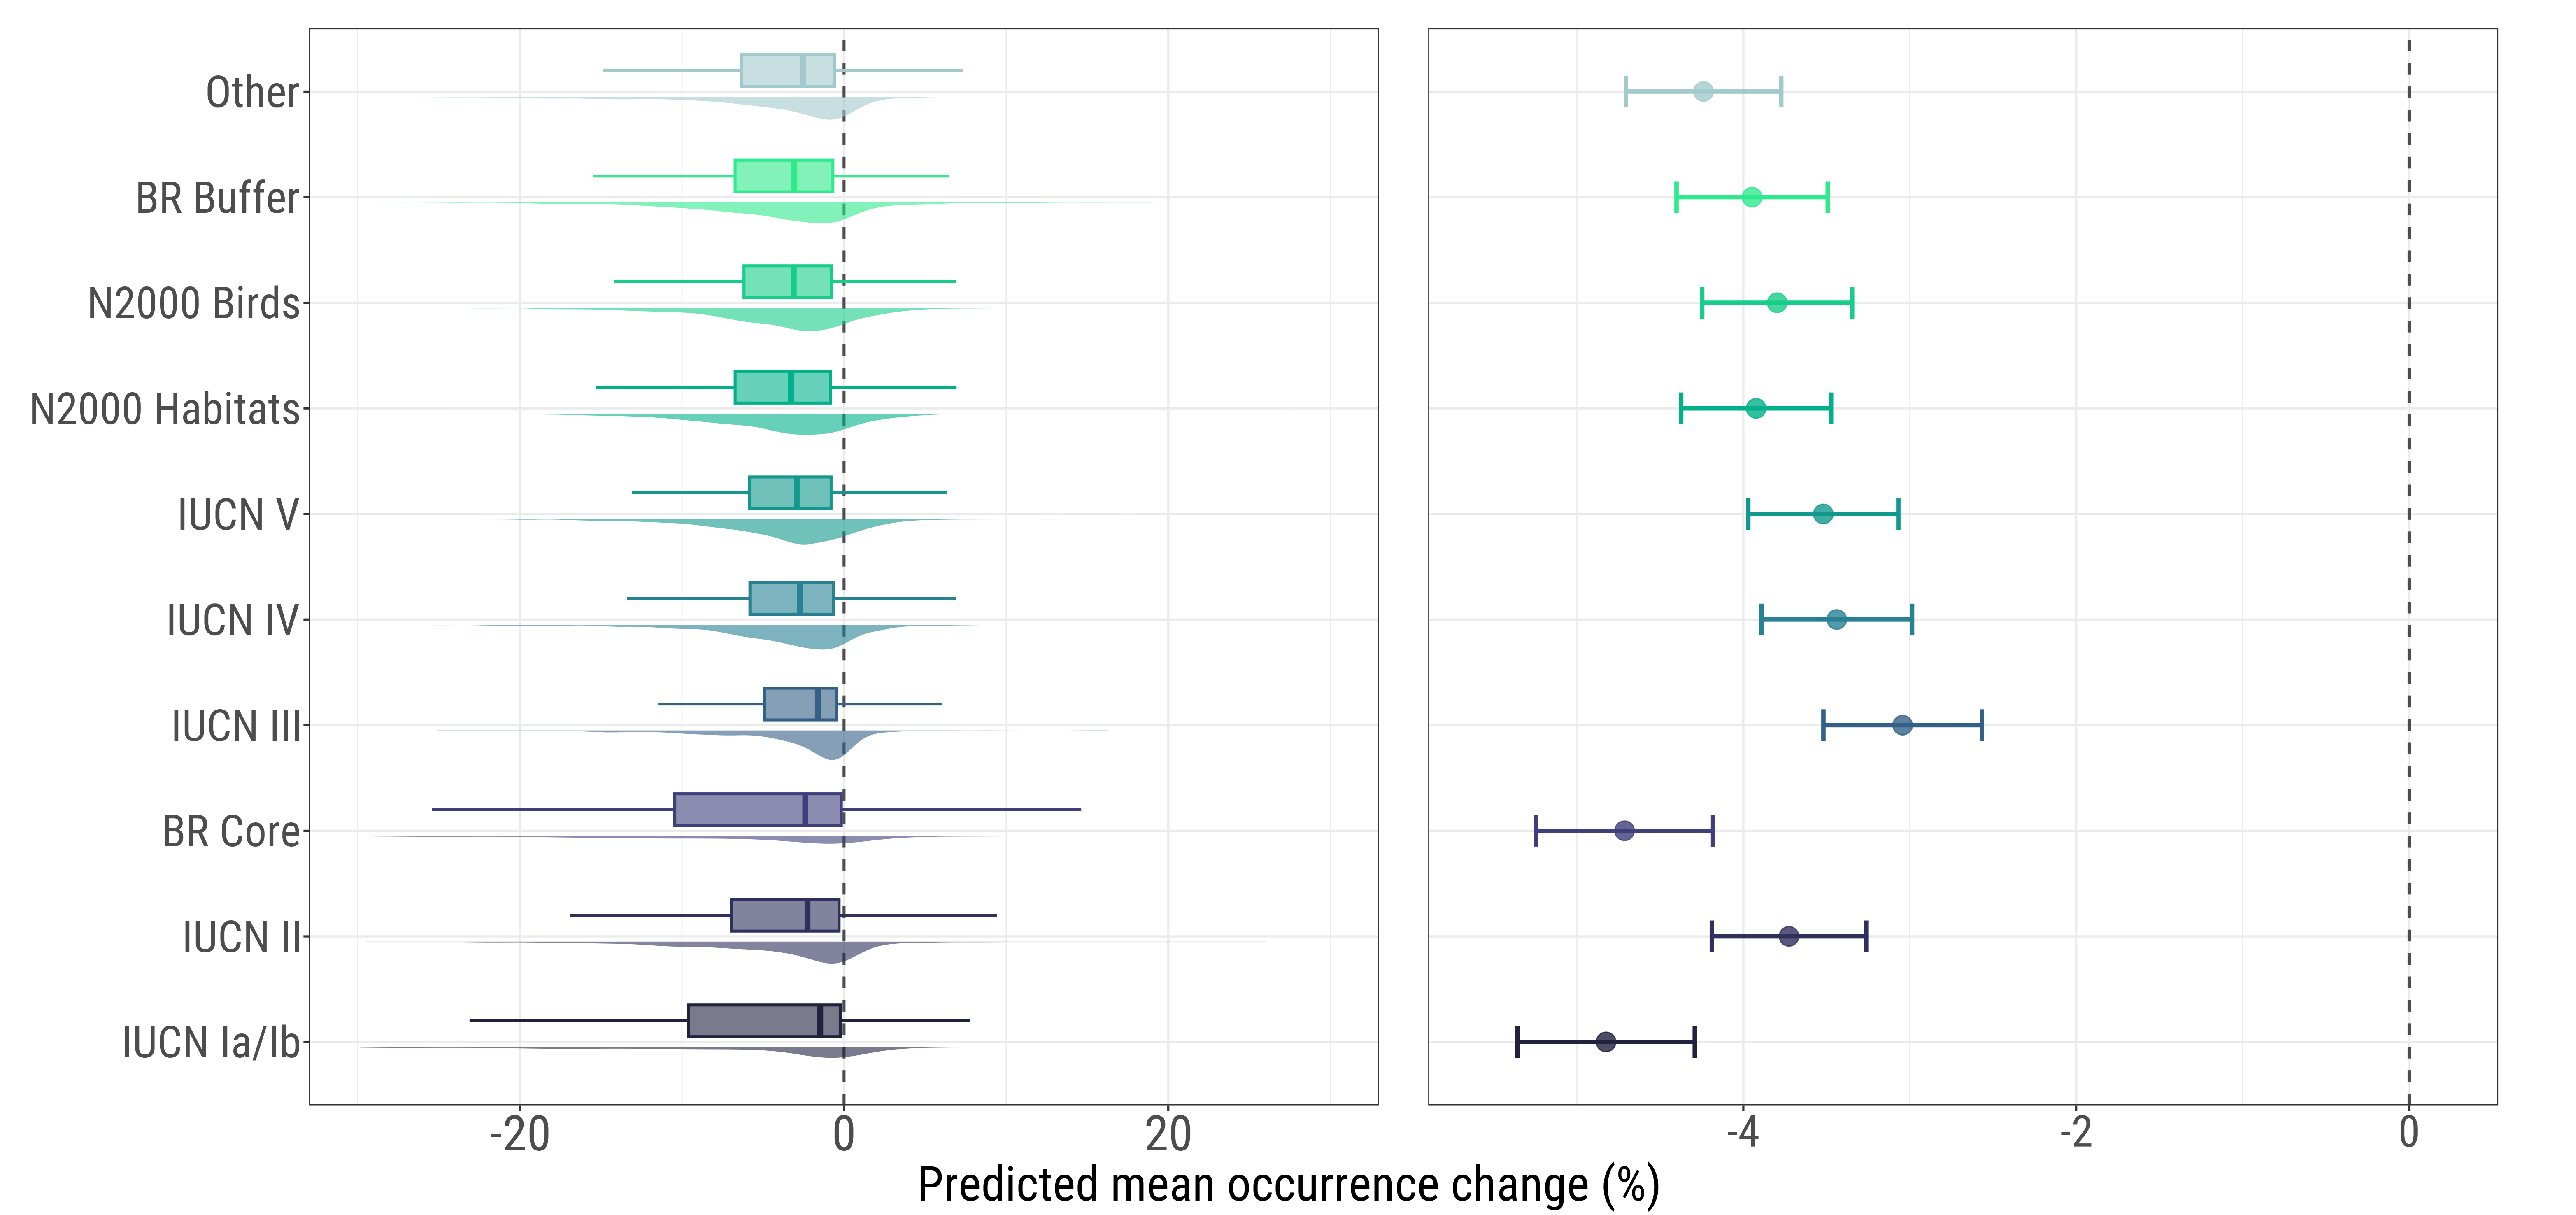 Other
BR Buffer
N2000 Birds
N2000 Habitats
IUCN V
IUCN IV
IUCN III
BR Core
IUCN II
IUCN Ia/Ib
-20 0 20 -4 -2 0
Predicted mean occurrence change (%)